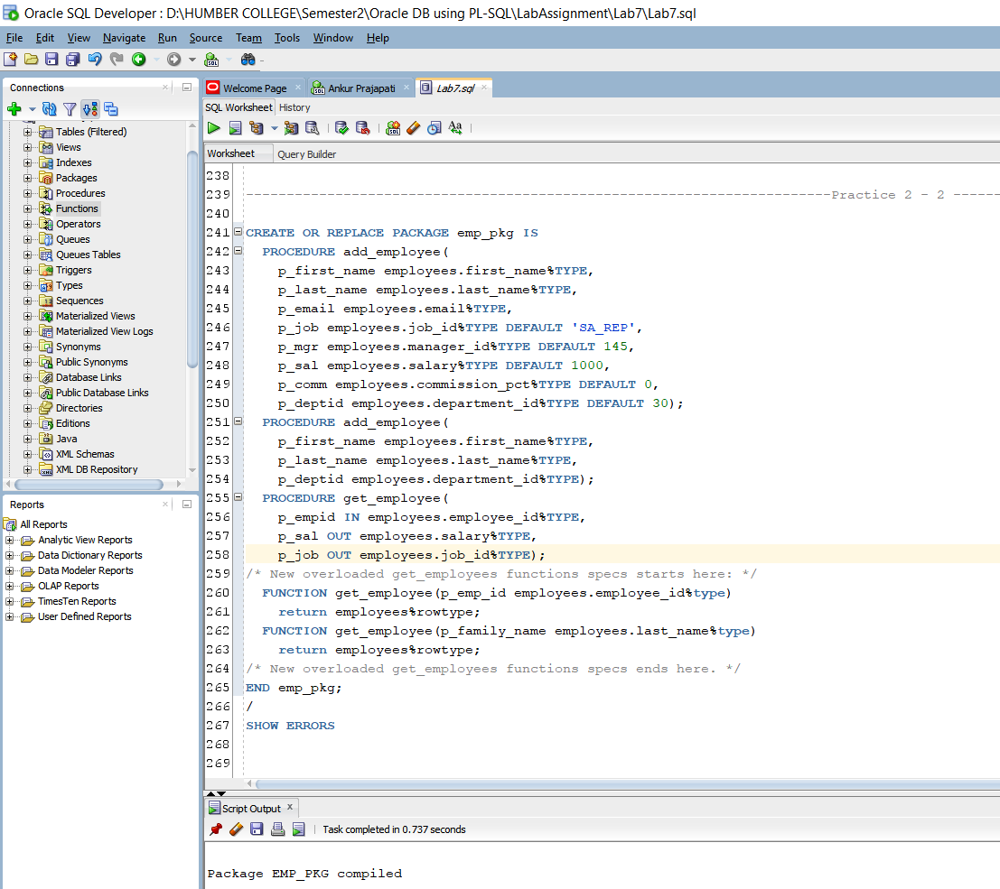 Oracle SQL Developer : D:\HUMBER COLLEGE\Semester2\Oracle DB using PL-SQL\LabAssignment\Lab7\Lab7.sql
File Edit View Navigate Run Source Team Tools Window Help
Connections
Tables (Filtered)
Views
Indexes
Packages
Procedures
Functions
Operators
Queues
Queues Tables
Triggers
Types
Sequences
Materialized Views
Materialized View Logs
Synonyms
Public Synonyms
Database Links
Public Database Links
Directories
Editions
Java
XML Schemas
XML DB Repository
Reports
All Reports
Analytic View Reports
Data Dictionary Reports
Data Modeler Reports
OLAP Reports
TimesTen Reports
User Defined Reports
Welcome Page Ankur Prajapati Lab7.sql
SQL Worksheet History
Worksheet Query Builder
238
239 ------------------------------------------------------------------------Practice 2 - 2 ------
240
241 CREATE OR REPLACE PACKAGE emp_pkg IS
242 PROCEDURE add_employee(
243 p_first_name employees.first_name%TYPE,
244 p_last_name employees.last_name%TYPE,
245 p_email employees.email%TYPE,
246 p_job employees.job_id%TYPE DEFAULT 'SA_REP',
247 p_mgr employees.manager_id%TYPE DEFAULT 145,
248 p_sal employees.salary%TYPE DEFAULT 1000,
249 p_comm employees.commission_pct%TYPE DEFAULT 0,
250 p_deptid employees.department_id%TYPE DEFAULT 30);
251 PROCEDURE add_employee(
252 p_first_name employees.first_name%TYPE,
253 p_last_name employees.last_name%TYPE,
254 p_deptid employees.department_id%TYPE);
255 PROCEDURE get_employee(
256 p_empid IN employees.employee_id%TYPE,
257 p_sal OUT employees.salary%TYPE,
258 p_job OUT employees.job_id%TYPE);
259 /* New overloaded get_employees functions specs starts here: */
260 FUNCTION get_employee(p_emp_id employees.employee_id%type)
261 return employees%rowtype;
262 FUNCTION get_employee(p_family_name employees.last_name%type)
263 return employees%rowtype;
264 /* New overloaded get_employees functions specs ends here. */
265 END emp_pkg;
266 /
267 SHOW ERRORS
268
269
Script Output
Task completed in 0.737 seconds
Package EMP_PKG compiled